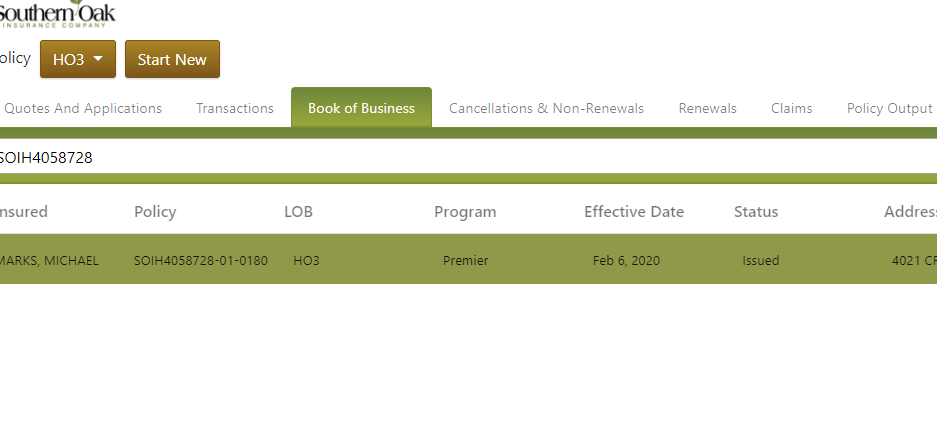 Southern Oak
INSURANCE COMPANY
olicy HO3 Start New
Quotes And Applications Transactions Book of Business Cancellations & Non-Renewals Renewals Claims Policy Output
SOIH4058728
nsured Policy LOB Program Effective Date Status Addres
MARKS, MICHAEL SOIH4058728-01-0180 HO3 Premier Feb 6, 2020 Issued 4021 CR